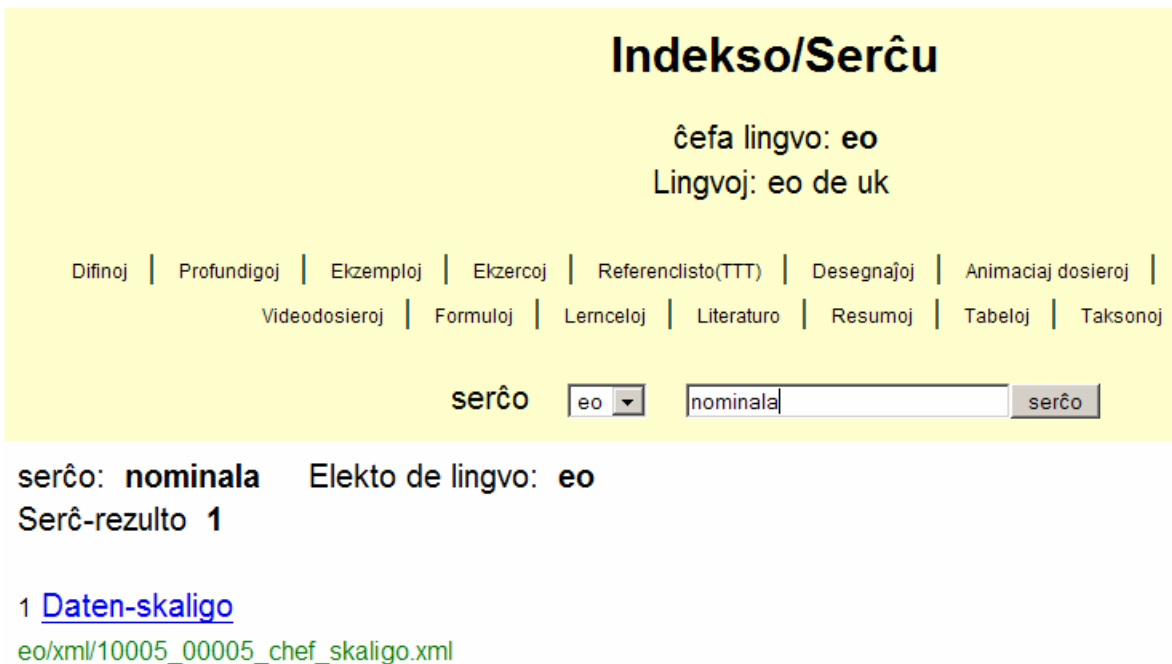 Indekso/Serĉu
ĉefa lingvo: eo
Lingvoj: eo de uk
Difinoj | Profundigoj | Ekzemploj | Ekzercoj | Referenclisto(TTT) | Desegnaĵoj | Animaciaj dosieroj |
Videodosieroj | Formuloj | Lernceloj | Literaturo | Resumoj | Tabeloj | Taksonoj
serĉo eo nominala serĉo
serĉo: nominala Elekto de lingvo: eo
Serĉ-rezulto 1
1 Daten-skaligo
eo/xml/10005_00005_chef_skaligo.xml